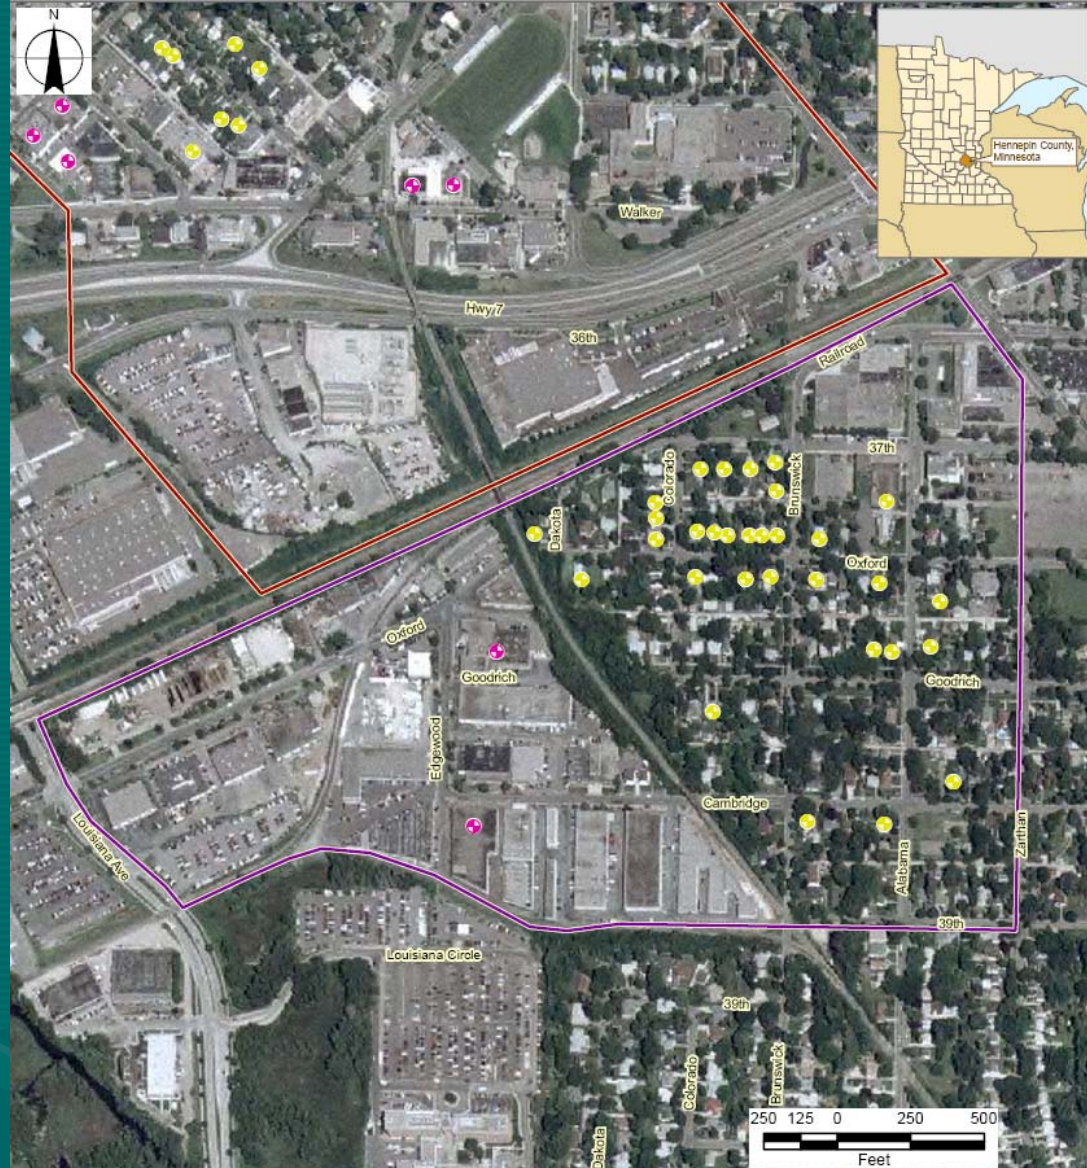 N
Hennepin County,
Minnesota
Walker
Hwy 7
36th
Railroad
37th
Colorado
Brunswick
Dakota
Oxford
Oxford
Goodrich
Goodrich
Edgewood
Cambridge
Louisiana Ave
Alabama
Zarthan
39th
Louisiana Circle
39th
Colorado
Brunswick
Dakota
250 125 0 250 500
Feet